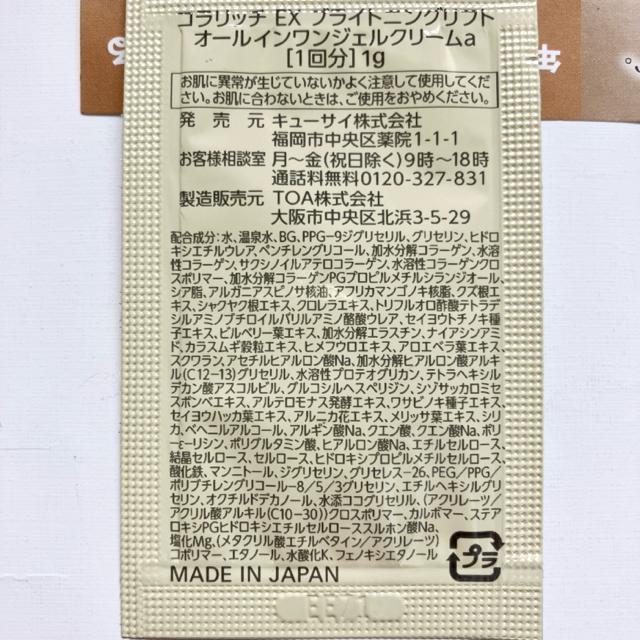 コラリッチ EX ブライトニングリフト
オールインワンジェルクリームa
[1回分]1g
お肌に異常が生じていないかよく注意して使用してくだ
さい。お肌に合わないときは、ご使用をおやめください。
発売元 キューサイ株式会社
福岡市中央区薬院1-1-1
お客様相談室 月～金(祝日除く)9時～18時
通話料無料0120-327-831
製造販売元 TOA株式会社
大阪市中央区北浜3-5-29
配合成分：水、温泉水、BG、PPG-9ジグリセリル、グリセリン、ヒドロ
キシエチルウレア、ペンチレングリコール、加水分解コラーゲン、水溶
性コラーゲン、サクシノイルアテロコラーゲン、水溶性コラーゲンクロ
スポリマー、加水分解コラーゲンPGプロピルメチルシランジオール、
シア脂、アルガニアスピノサ核油、アフリカマンゴノキ核脂、クズ根エ
キス、シャクヤク根エキス、クロレラエキス、トリフルオロ酢酸テトラデ
シルアミノブチロイルバリルアミノ酪酸ウレア、セイヨウトチノキ種
子エキス、ビルベリー葉エキス、加水分解エラスチン、ナイアシンアミ
ド、カラスムギ穀粒エキス、ヒメフウロエキス、アロエベラ葉エキス、
スクワラン、アセチルヒアルロン酸Na、加水分解ヒアルロン酸アルキ
ル(C12-13)グリセリル、水溶性プロテオグリカン、テトラヘキシル
デカン酸アスコルビル、グルコシルヘスペリジン、シゾサッカロミセ
スポンベエキス、アルテロモナス発酵エキス、ワサビノキ種子エキス、
セイヨウハッカ葉エキス、アルニカ花エキス、メリッサ葉エキス、シリ
カ、ベヘニルアルコール、アルギン酸Na、クエン酸、クエン酸Na、ポリ
-ε-リシン、ポリグルタミン酸、ヒアルロン酸Na、エチルセルロース、
結晶セルロース、セルロース、ヒドロキシプロピルメチルセルロース、
酸化鉄、マンニトール、ジグリセリン、グリセレス-26、PEG／PPG／
ポリブチレングリコール-8／5／3グリセリン、エチルヘキシルグリ
セリン、オクチルドデカノール、水添ココグリセリル、(アクリレーツ／
アクリル酸アルキル(C10-30))クロスポリマー、カルボマー、ステア
ロキシPGヒドロキシエチルセルローススルホン酸Na、
塩化Mg、(メタクリル酸エチルベタイン／アクリレーツ)
コポリマー、エタノール、水酸化K、フェノキシエタノール
MADE IN JAPAN
プラ